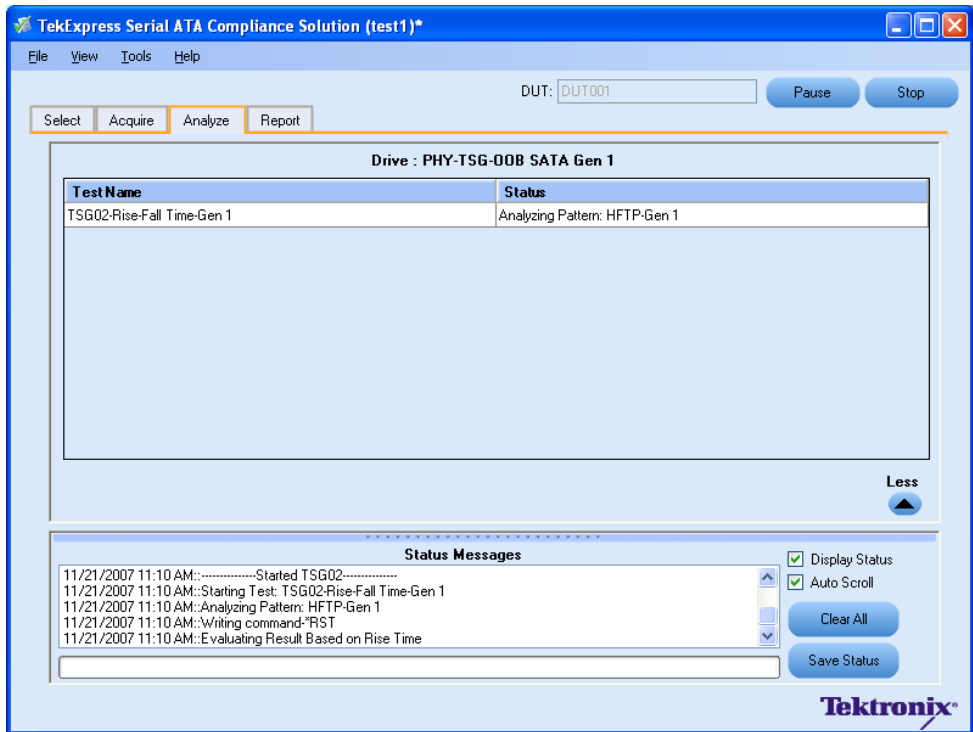 TekExpress Serial ATA Compliance Solution (test1)*
File View Tools Help
DUT: DUT001 Pause Stop
Select Acquire Analyze Report
Drive : PHY-TSG-OOB SATA Gen 1
Test Name Status
TSG02-Rise-Fall Time-Gen 1 Analyzing Pattern: HFTP-Gen 1
Less
Status Messages
Display Status
11/21/2007 11:10 AM::---------------Started TSG02---------------
Auto Scroll
11/21/2007 11:10 AM::Starting Test: TSG02-Rise-Fall Time-Gen 1
11/21/2007 11:10 AM::Analyzing Pattern: HFTP-Gen 1
11/21/2007 11:10 AM::Writing command-*RST
11/21/2007 11:10 AM::Evaluating Result Based on Rise Time
Clear All
Save Status
Tektronix